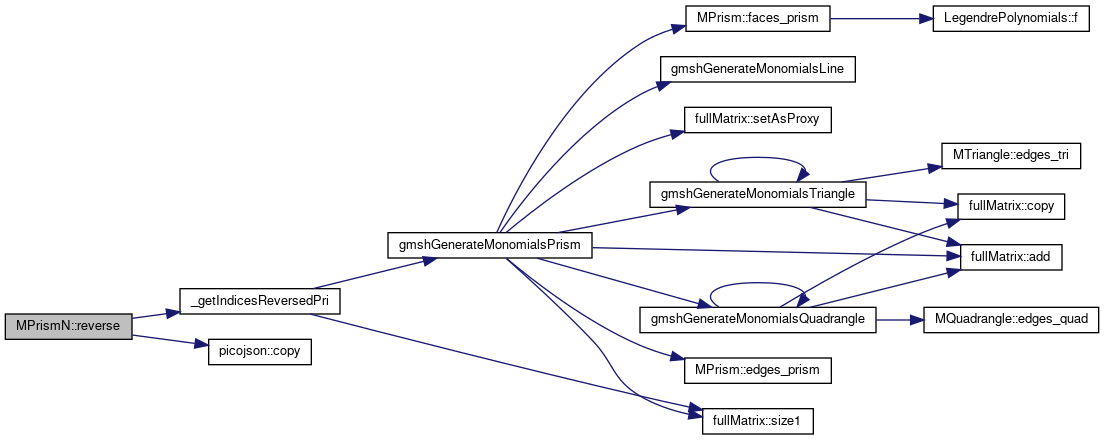 MPrism::faces_prism
LegendrePolynomials::f
gmshGenerateMonomialsLine
fullMatrix::setAsProxy
MTriangle::edges_tri
gmshGenerateMonomialsTriangle
fullMatrix::copy
gmshGenerateMonomialsPrism
fullMatrix::add
_getIndicesReversedPri
MPrismN::reverse
gmshGenerateMonomialsQuadrangle
MQuadrangle::edges_quad
picojson::copy
MPrism::edges_prism
fullMatrix::size1